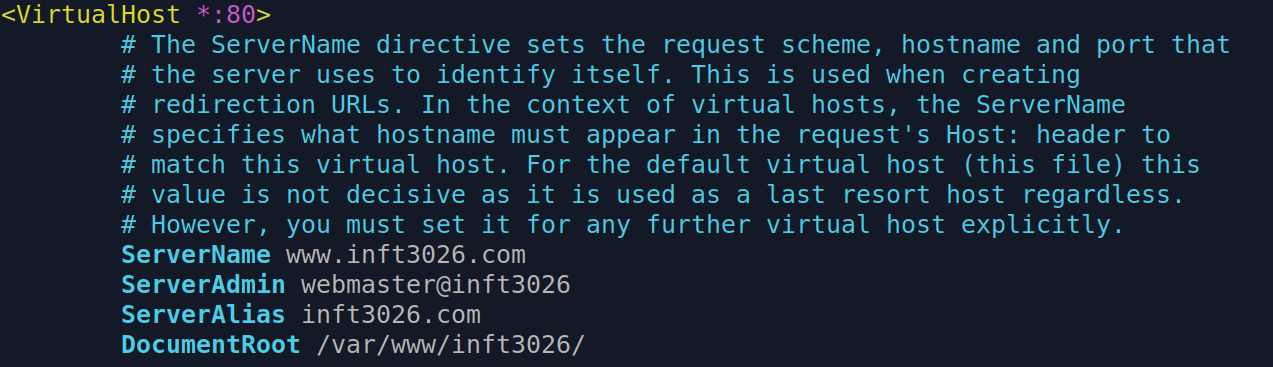 <VirtualHost *:80>
# The ServerName directive sets the request scheme, hostname and port that
# the server uses to identify itself. This is used when creating
# redirection URLs. In the context of virtual hosts, the ServerName
# specifies what hostname must appear in the request's Host: header to
# match this virtual host. For the default virtual host (this file) this
# value is not decisive as it is used as a last resort host regardless.
# However, you must set it for any further virtual host explicitly.
ServerName www.inft3026.com
ServerAdmin webmaster@inft3026
ServerAlias inft3026.com
DocumentRoot /var/www/inft3026/